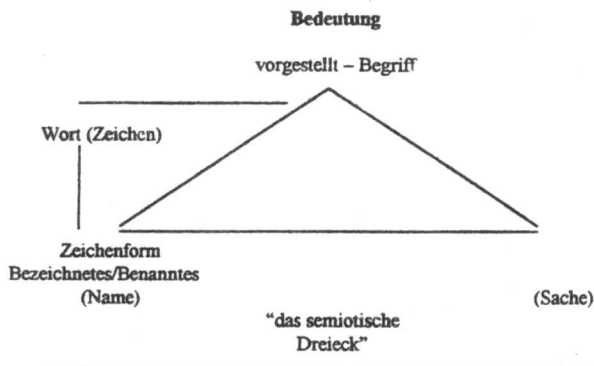 Bedeutung
vorgestellt – Begriff
Wort (Zeichen)
Zeichenform
Bezeichnetes/Benanntes
(Name)
(Sache)
“das semiotische
Dreieck”